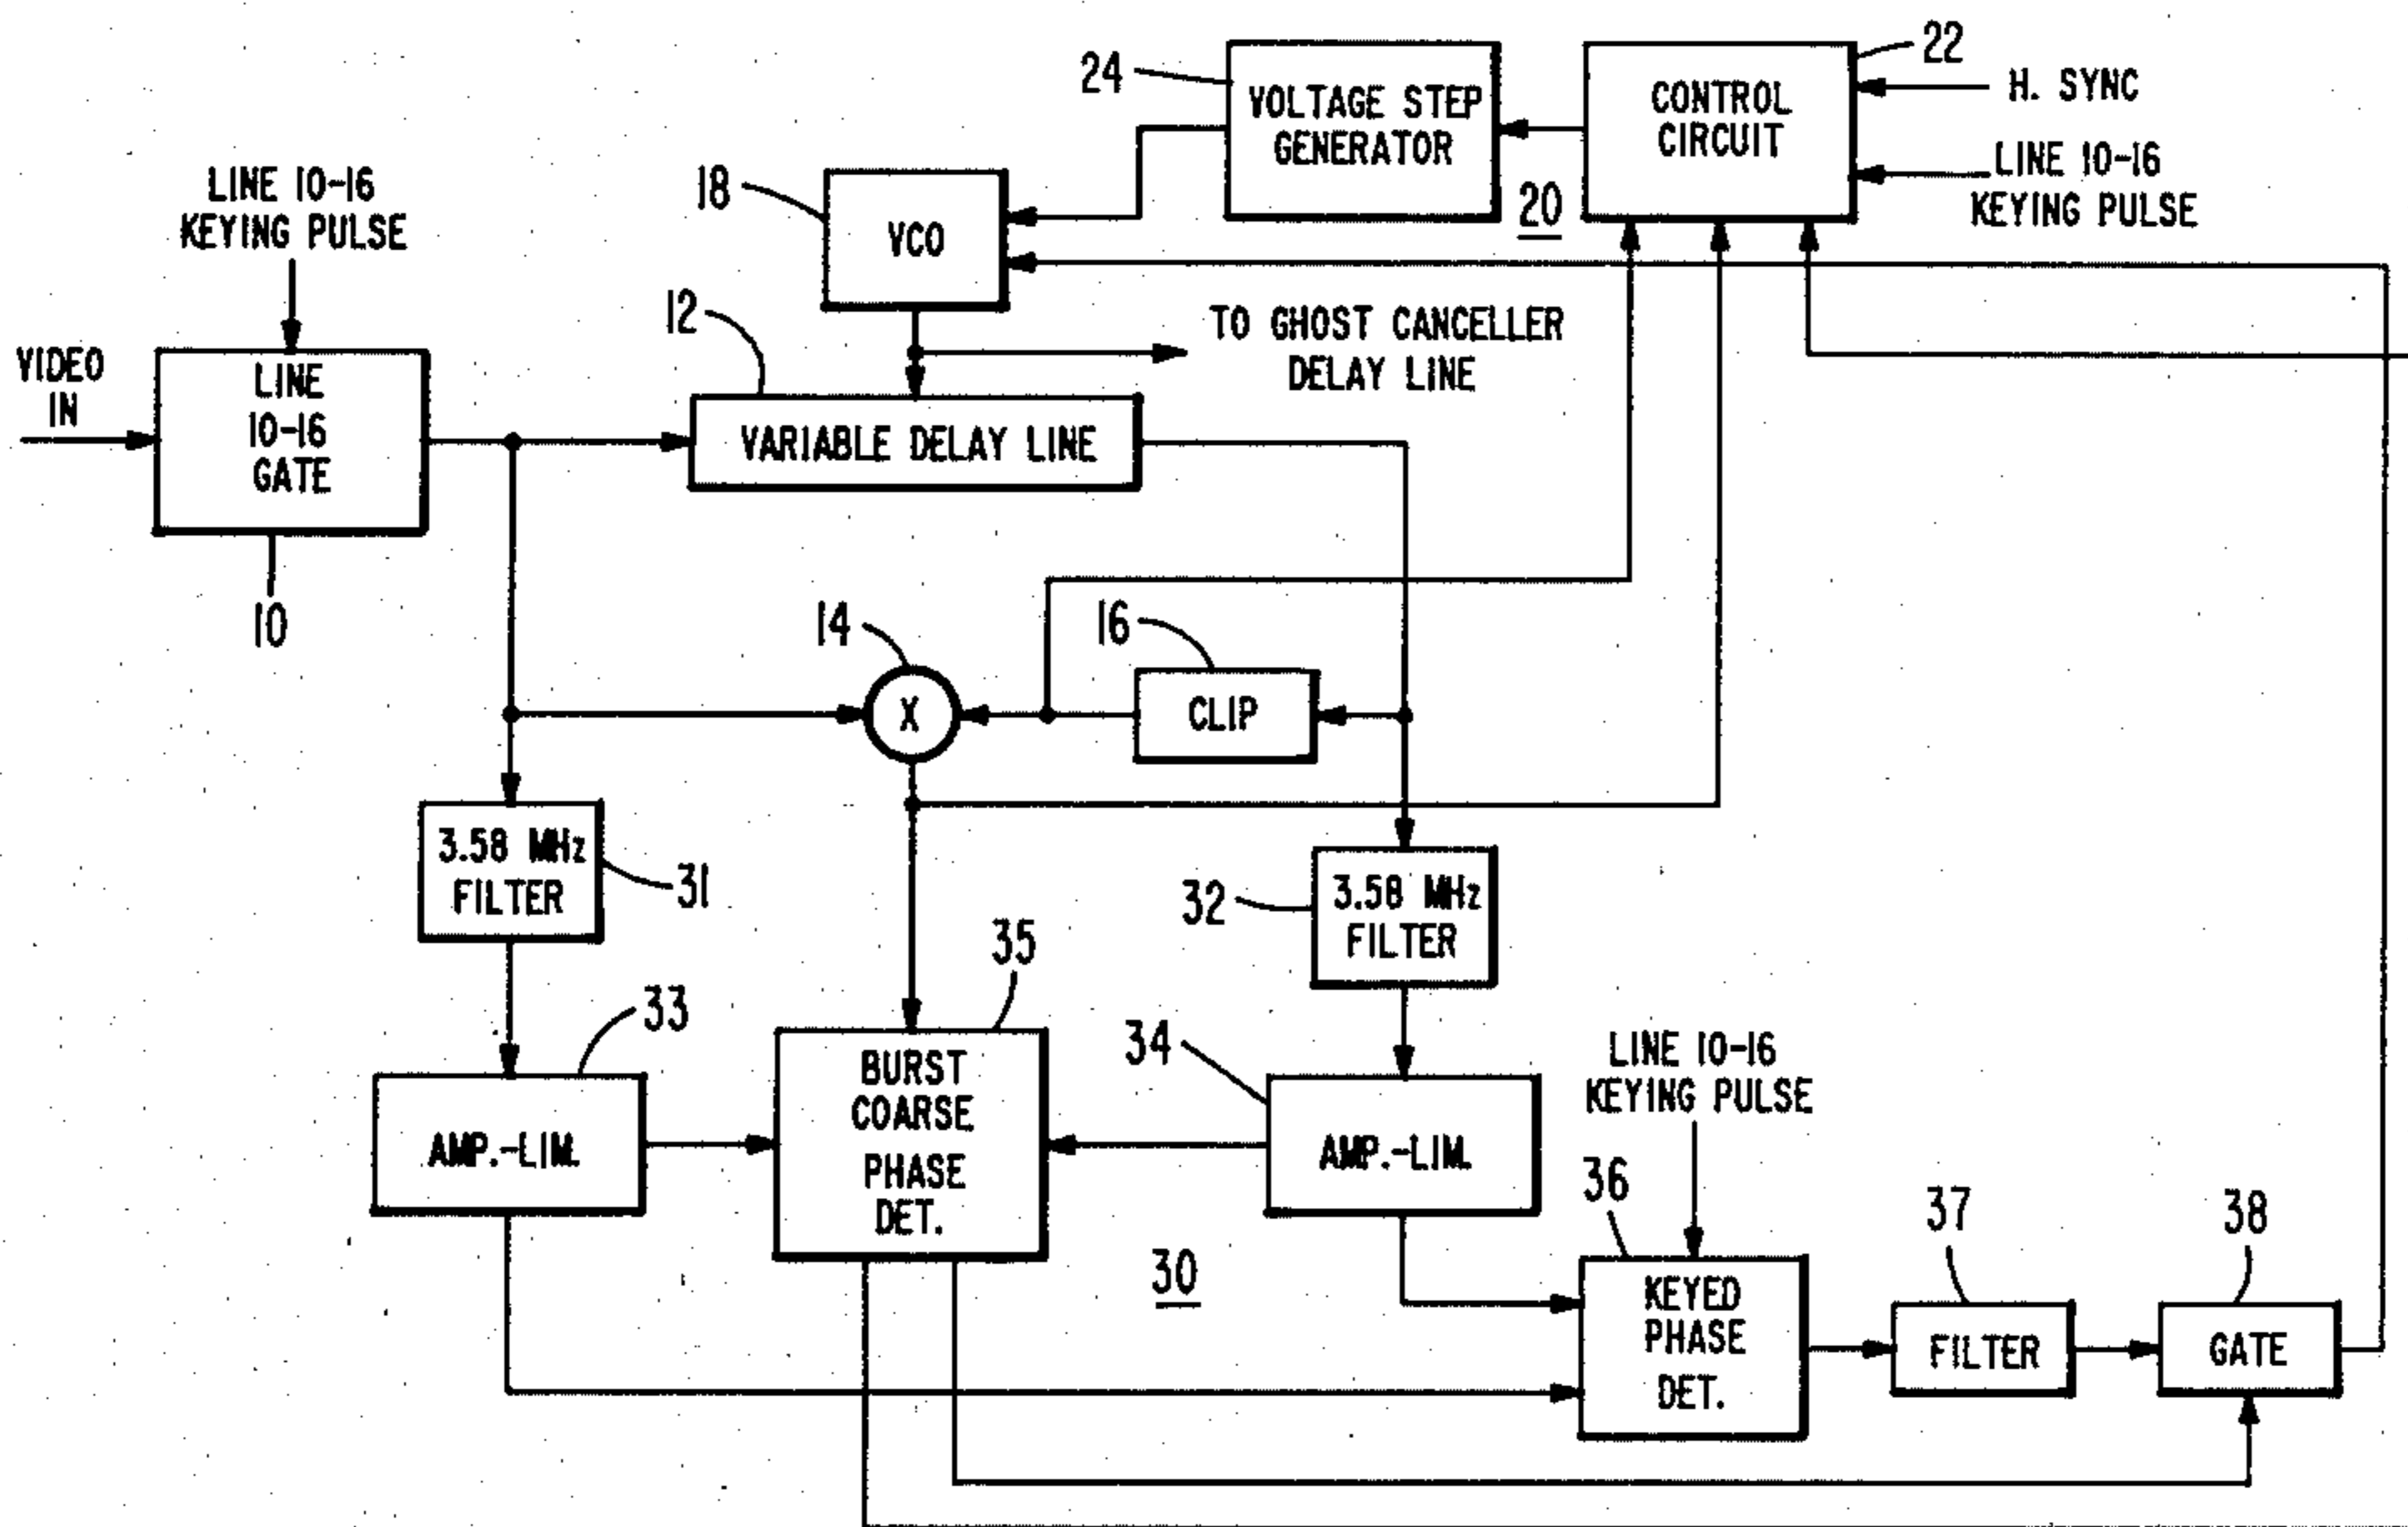 24
VOLTAGE STEP
GENERATOR
CONTROL
CIRCUIT
22
H. SYNC
LINE 10-16
KEYING PULSE
20
LINE 10-16
KEYING PULSE
18
VCO
12
TO GHOST CANCELLER
DELAY LINE
VIDEO
IN
LINE
10-16
GATE
VARIABLE DELAY LINE
10
14
X
16
CLIP
3.58 MHz
FILTER
31
32
3.58 MHz
FILTER
33
35
34
AMP.-LIM.
BURST
COARSE
PHASE
DET.
AMP.-LIM.
LINE 10-16
KEYING PULSE
30
36
KEYED
PHASE
DET.
37
FILTER
38
GATE